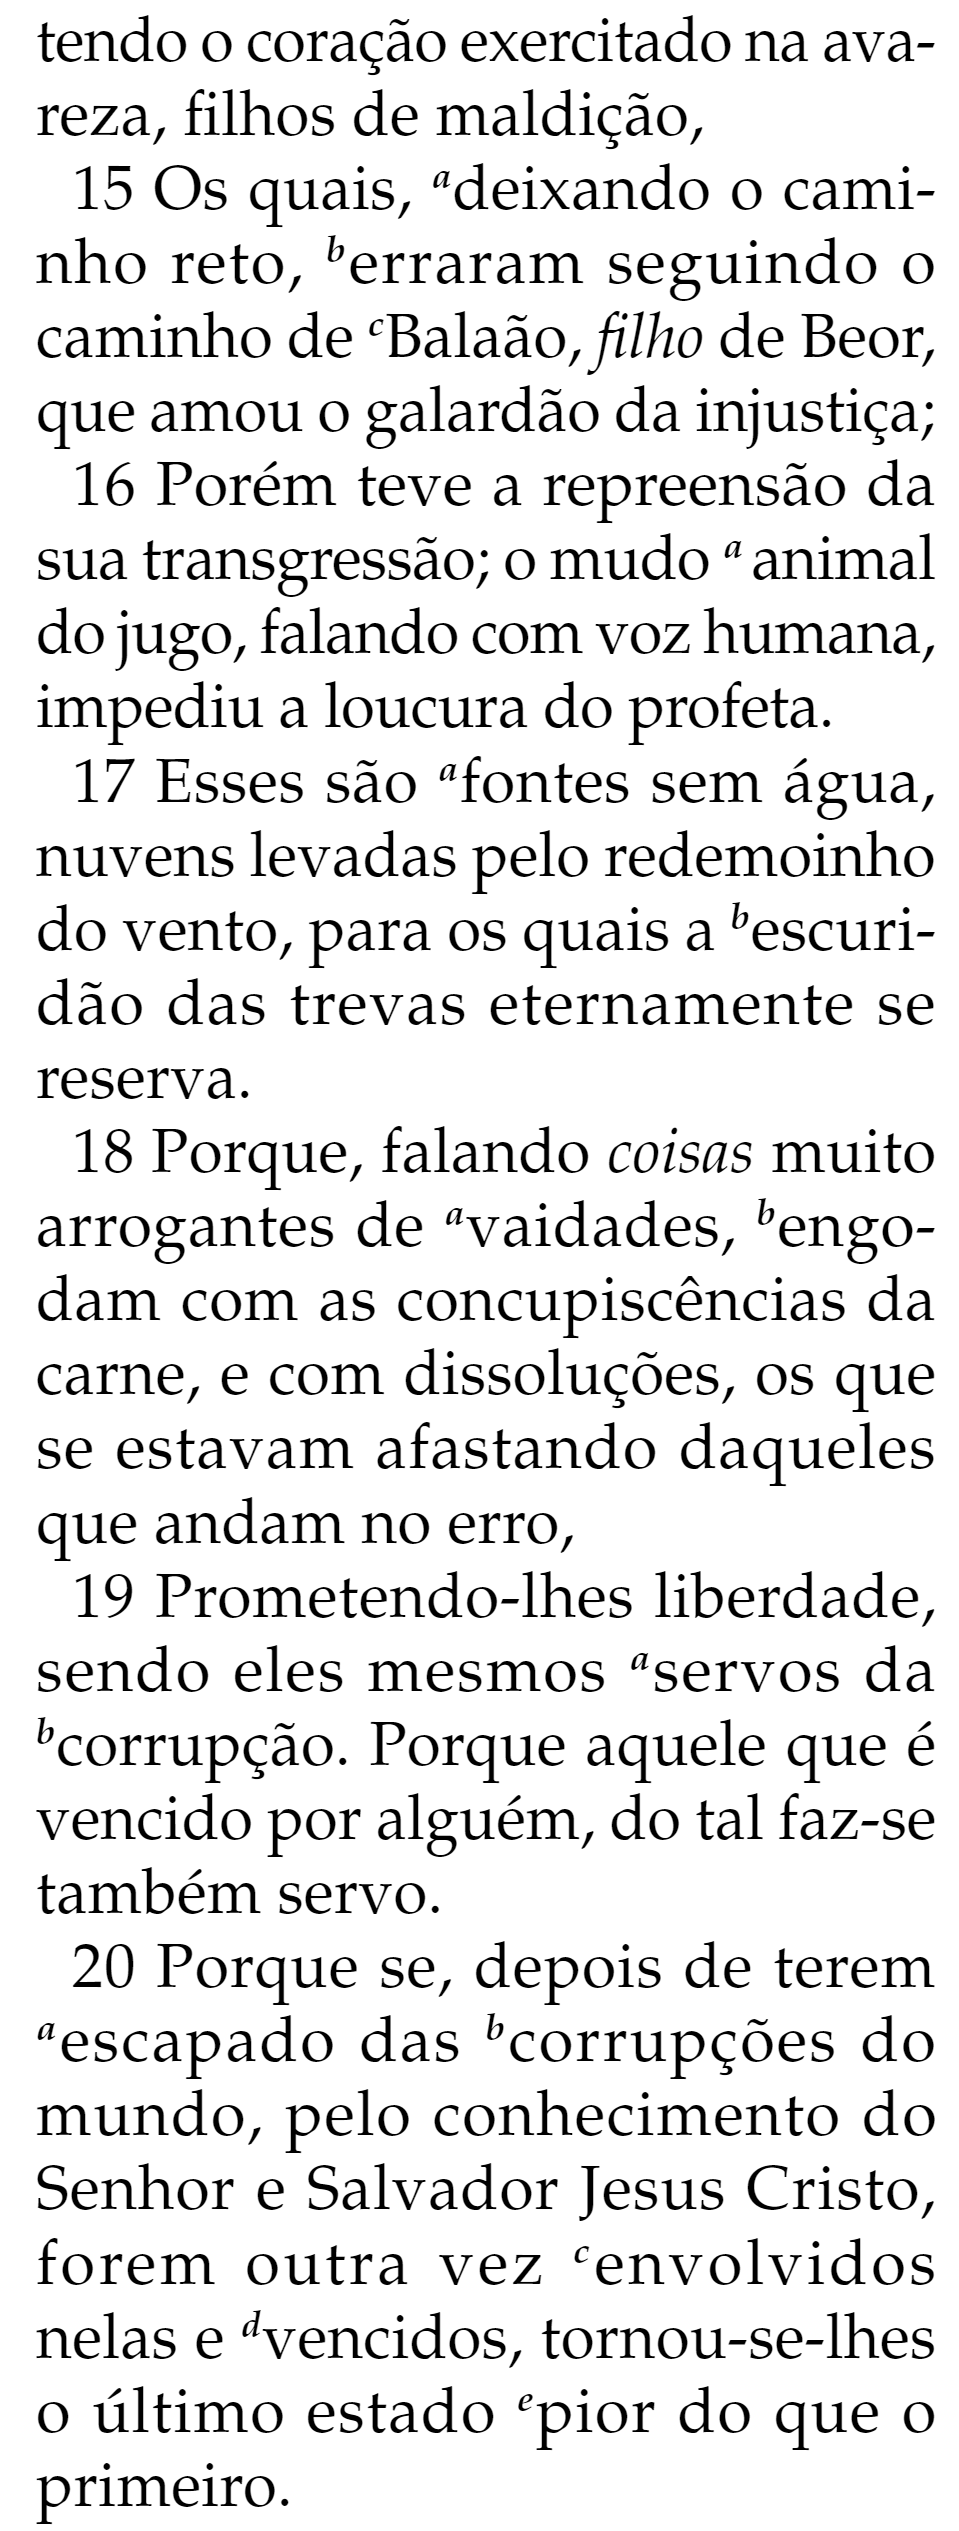 tendo o coração exercitado na ava-
reza, filhos de maldição,
15 Os quais, adeixando o cami-
nho reto, berraram seguindo o
caminho de cBalaão, filho de Beor,
que amou o galardão da injustiça;
16 Porém teve a repreensão da
sua transgressão; o mudo a animal
do jugo, falando com voz humana,
impediu a loucura do profeta.
17 Esses são afontes sem água,
nuvens levadas pelo redemoinho
do vento, para os quais a bescuri-
dão das trevas eternamente se
reserva.
18 Porque, falando coisas muito
arrogantes de avaidades, bengo-
dam com as concupiscências da
carne, e com dissoluções, os que
se estavam afastando daqueles
que andam no erro,
19 Prometendo-lhes liberdade,
sendo eles mesmos aservos da
bcorrupção. Porque aquele que é
vencido por alguém, do tal faz-se
também servo.
20 Porque se, depois de terem
aescapado das bcorrupções do
mundo, pelo conhecimento do
Senhor e Salvador Jesus Cristo,
forem outra vez cenvolvidos
nelas e dvencidos, tornou-se-lhes
o último estado epior do que o
primeiro.